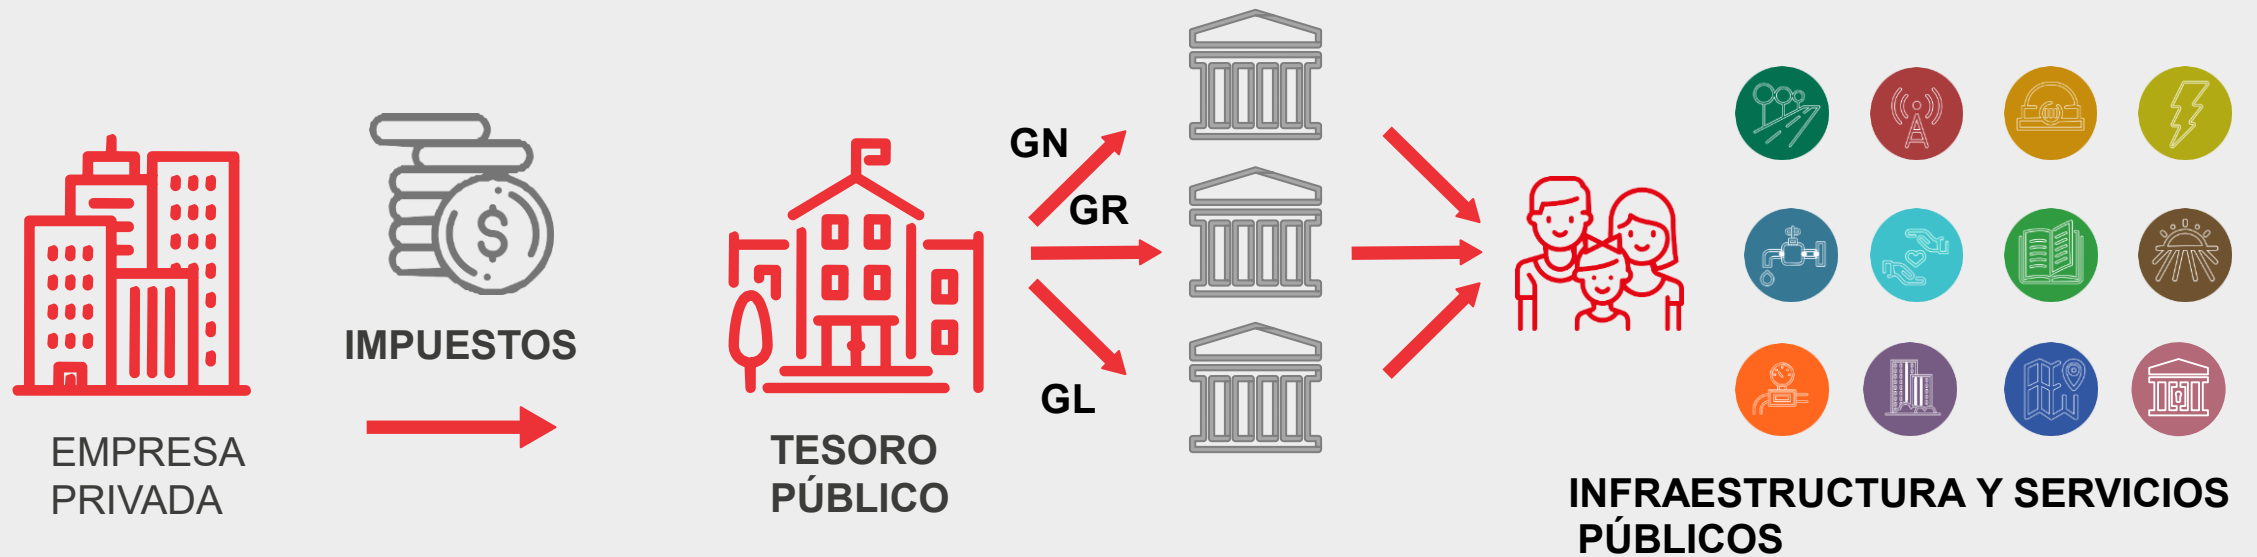 EMPRESA
PRIVADA
$
IMPUESTOS
TESORO
PÚBLICO
GN
GR
GL
INFRAESTRUCTURA Y SERVICIOS
PÚBLICOS